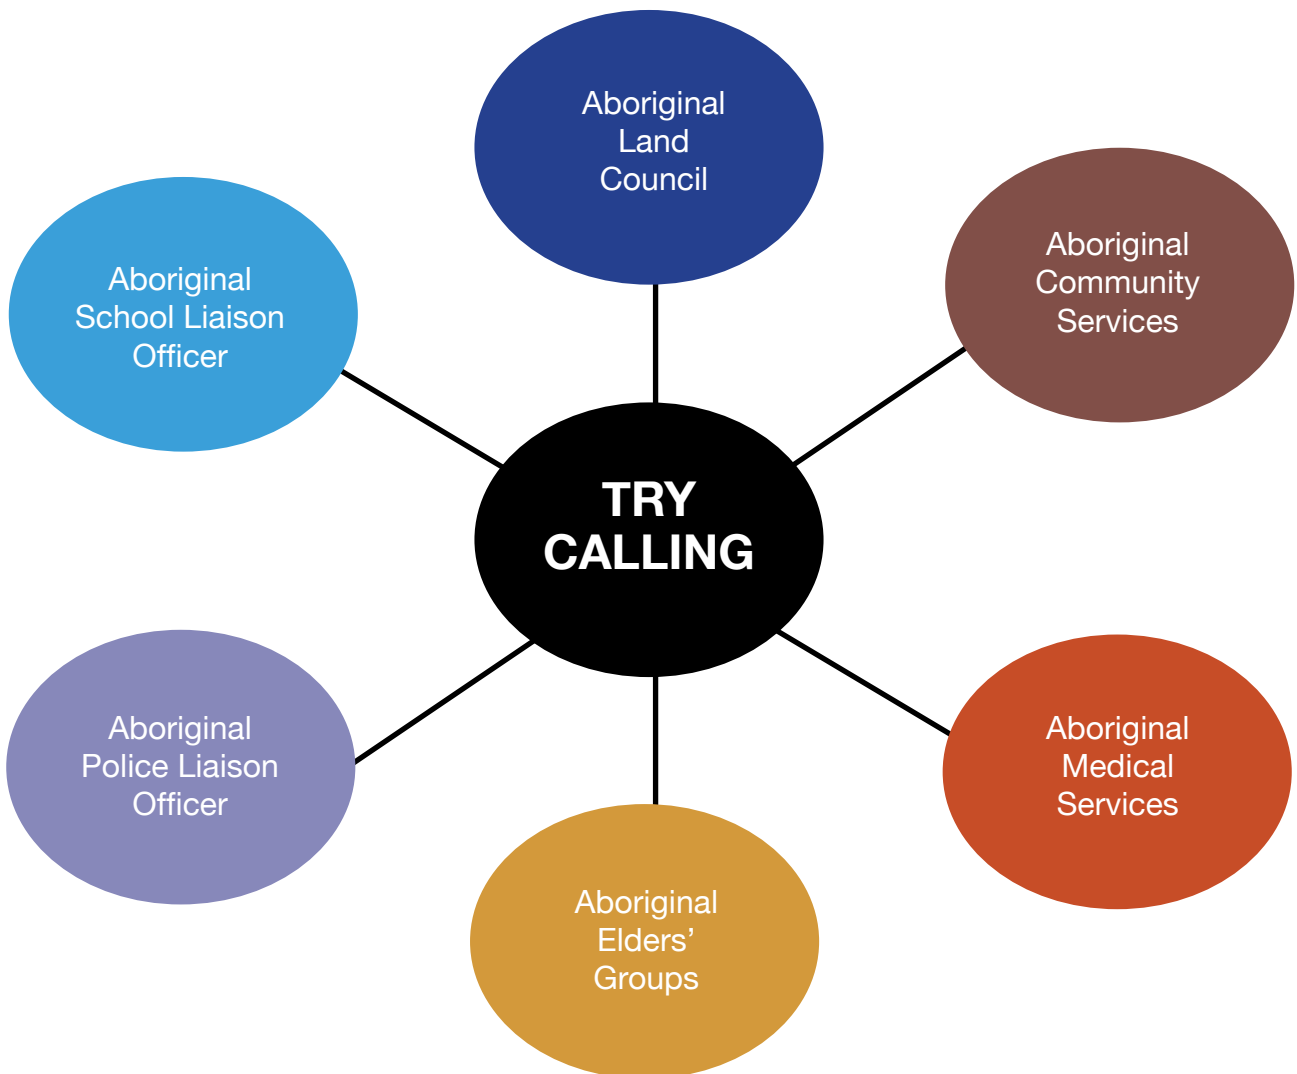 Aboriginal
Land
Council
Aboriginal
Community
Services
Aboriginal
School Liaison
Officer
TRY
CALLING
Aboriginal
Police Liaison
Officer
Aboriginal
Medical
Services
Aboriginal
Elders’
Groups